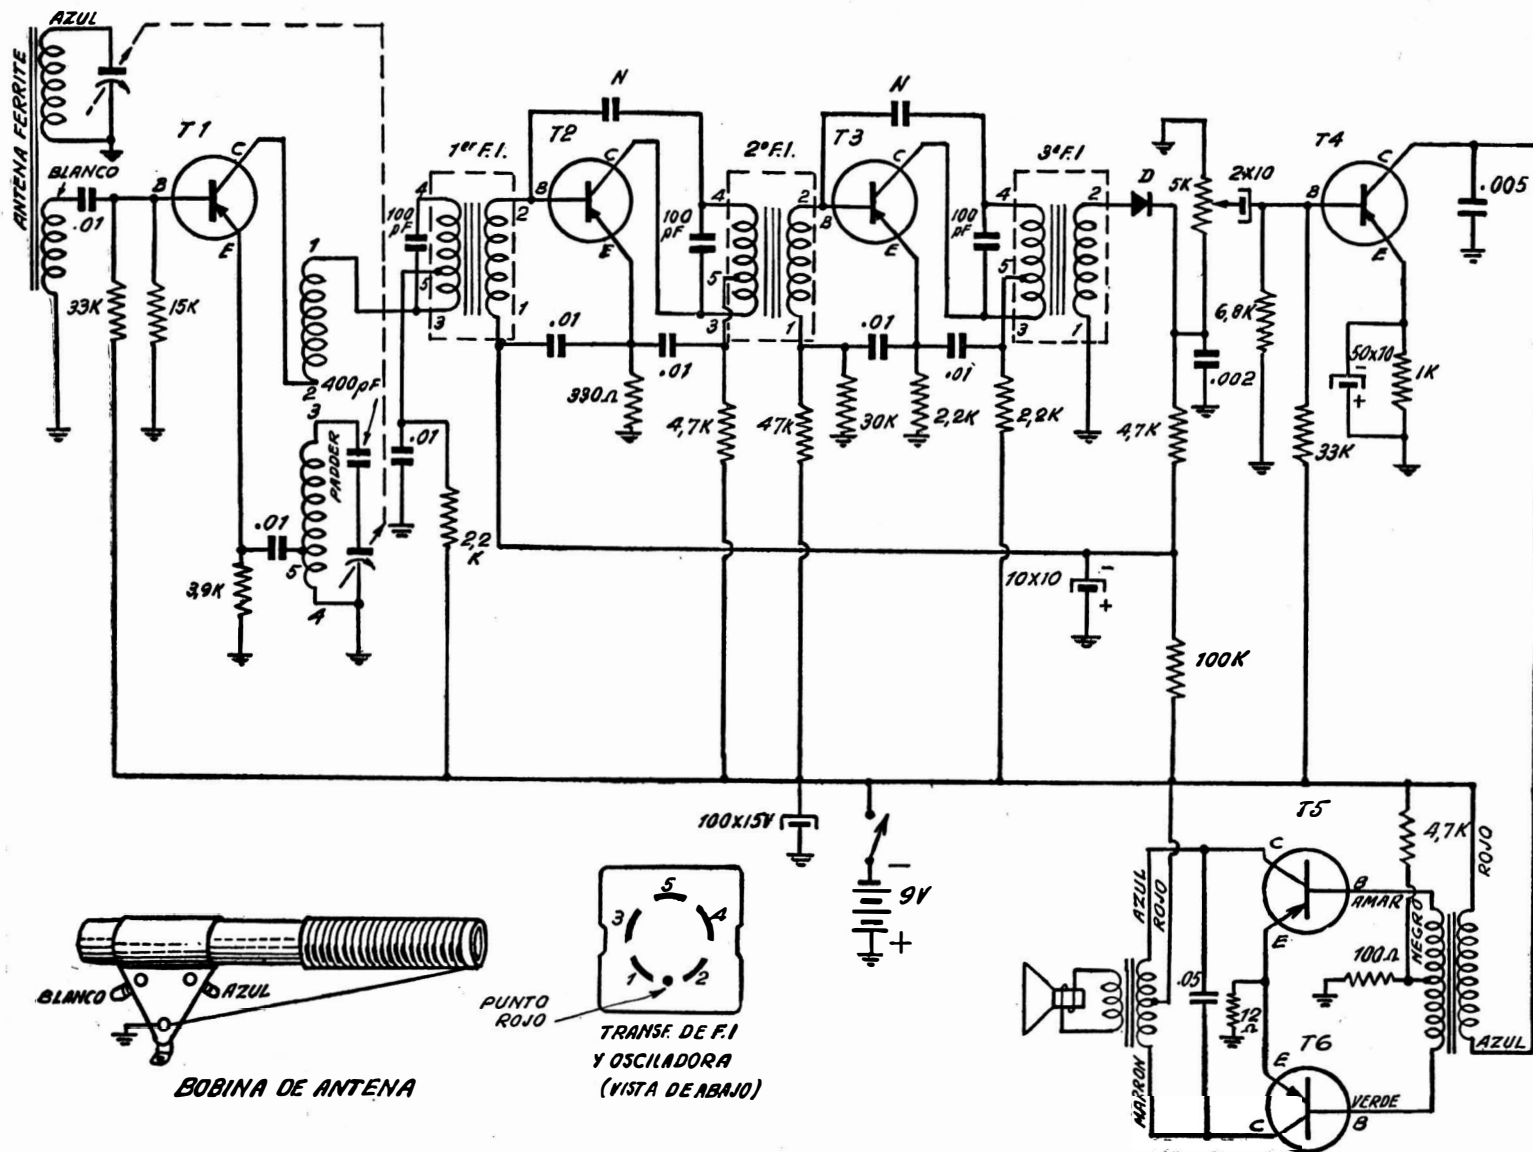 AZUL
ANTENA FERRITE
BLANCO
.01
T1
B
C
E
33K
15K
3,9K
.01
1
2
400pF
3
PADDER
5
4
1er F.I.
4
100
pF
5
3
2
1
.01
2,2
K
N
T2
B
C
E
.01
.01
390Ω
2º F.I.
100
pF
4
5
3
2
B
1
4,7K
47K
N
T3
C
E
.01
.01
30K
2,2K
2,2K
3º F.I
100
pF
4
5
3
2
1
D
5K
2x10
.002
4,7K
10X10
-
+
100K
T4
B
C
E
6,8K
33K
50x10
-
+
1K
.005
100X15V
9V
-
+
T5
C
B
E
AMAR
4,7K
ROJO
NEGRO
100Ω
AZUL
ROJO
.05
12
Ω
MARRON
T6
E
C
B
VERDE
AZUL
BLANCO
AZUL
BOBINA DE ANTENA
5
3
4
1
2
PUNTO
ROJO
TRANSF. DE F.I
Y OSCILADORA
(VISTA DE ABAJO)